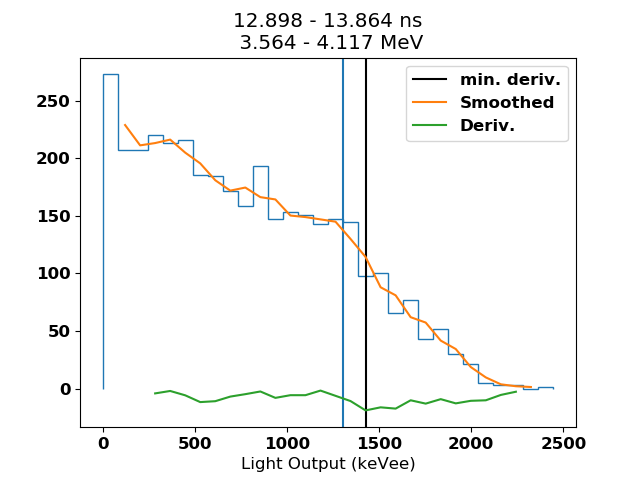 12.898 - 13.864 ns
3.564 - 4.117 MeV
min. deriv.
Smoothed
Deriv.
250
200
150
100
50
0
0 500 1000 1500 2000 2500
Light Output (keVee)